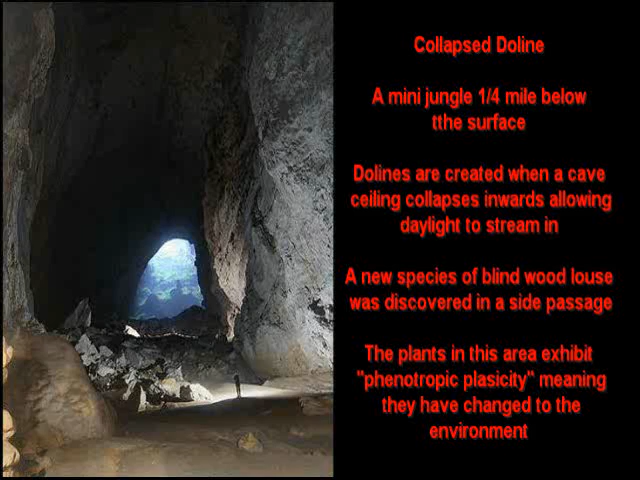 Collapsed Doline
A mini jungle 1/4 mile below
tthe surface
Dolines are created when a cave
ceiling collapses inwards allowing
daylight to stream in
A new species of blind wood louse
was discovered in a side passage
The plants in this area exhibit
"phenotropic plasicity" meaning
they have changed to the
environment